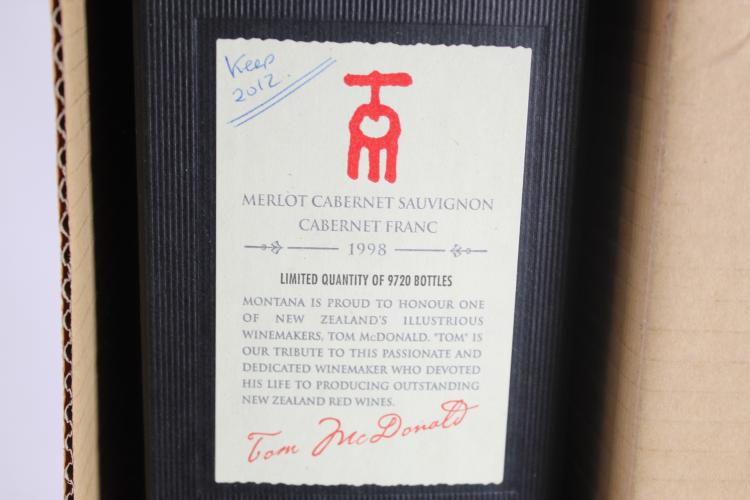 Keep
2012.
TOM
MERLOT CABERNET SAUVIGNON
CABERNET FRANC
1998
LIMITED QUANTITY OF 9720 BOTTLES
MONTANA IS PROUD TO HONOUR ONE
OF NEW ZEALAND'S ILLUSTRIOUS
WINEMAKERS, TOM McDONALD. "TOM" IS
OUR TRIBUTE TO THIS PASSIONATE AND
DEDICATED WINEMAKER WHO DEVOTED
HIS LIFE TO PRODUCING OUTSTANDING
NEW ZEALAND RED WINES.
Tom McDonald